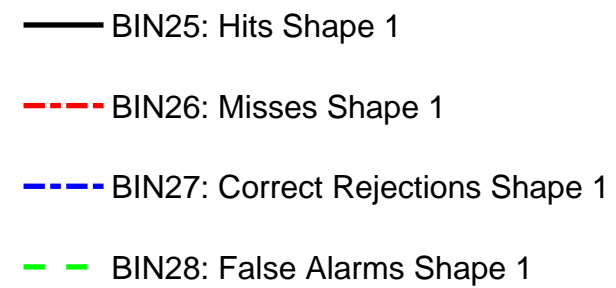 BIN25: Hits Shape 1
BIN26: Misses Shape 1
BIN27: Correct Rejections Shape 1
BIN28: False Alarms Shape 1